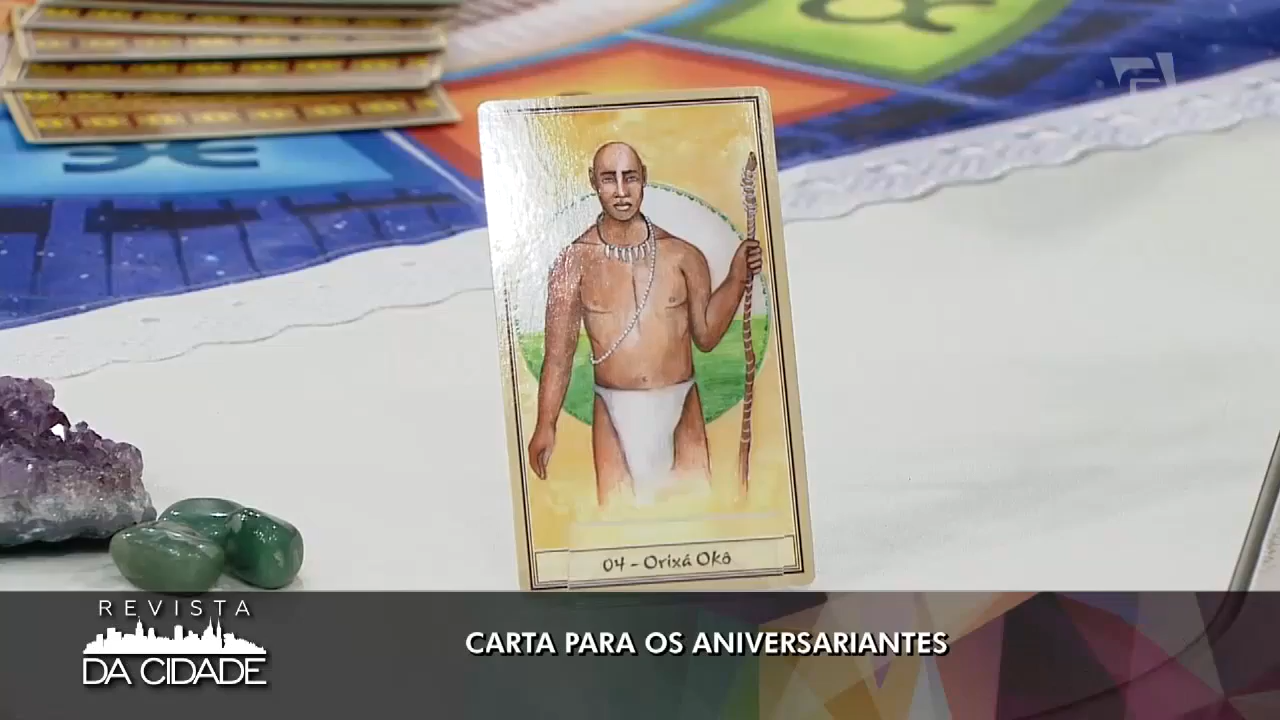 04 - Orixá Okô
REVISTA
DA CIDADE
CARTA PARA OS ANIVERSARIANTES